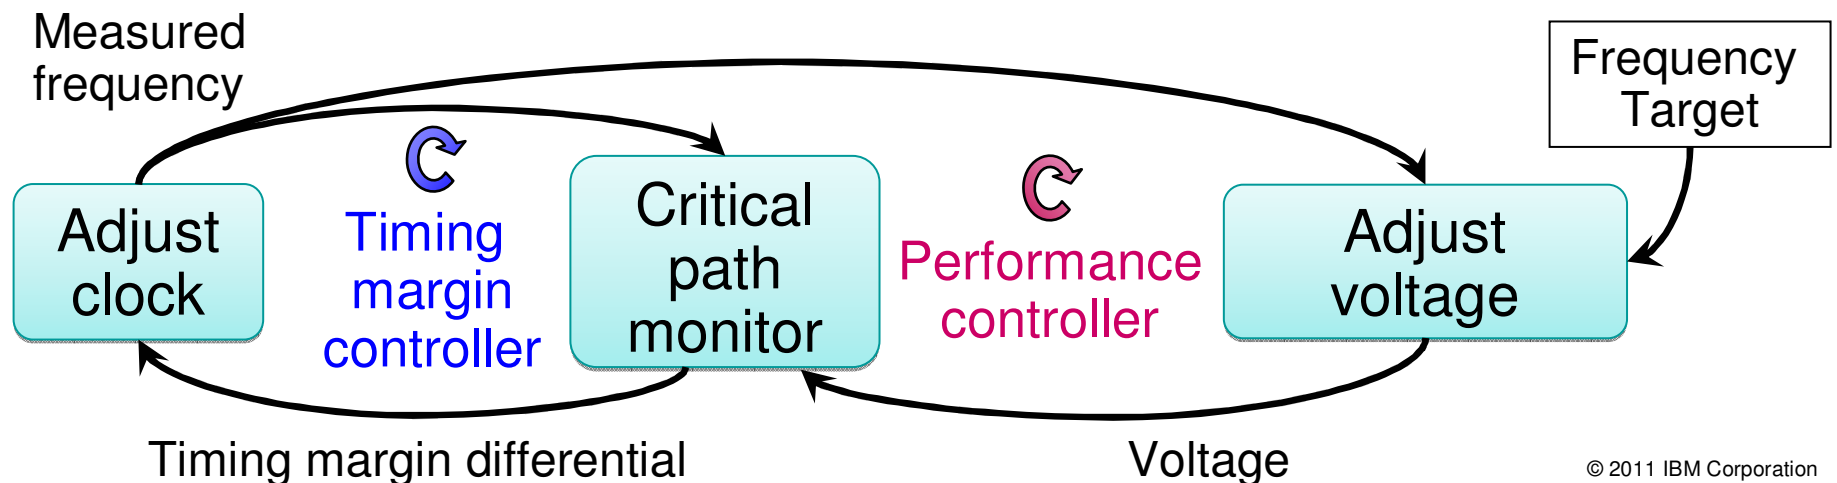 Measured
frequency
Frequency
Target
Adjust
clock
Timing
margin
controller
Critical
path
monitor
Performance
controller
Adjust
voltage
Timing margin differential
Voltage
© 2011 IBM Corporation